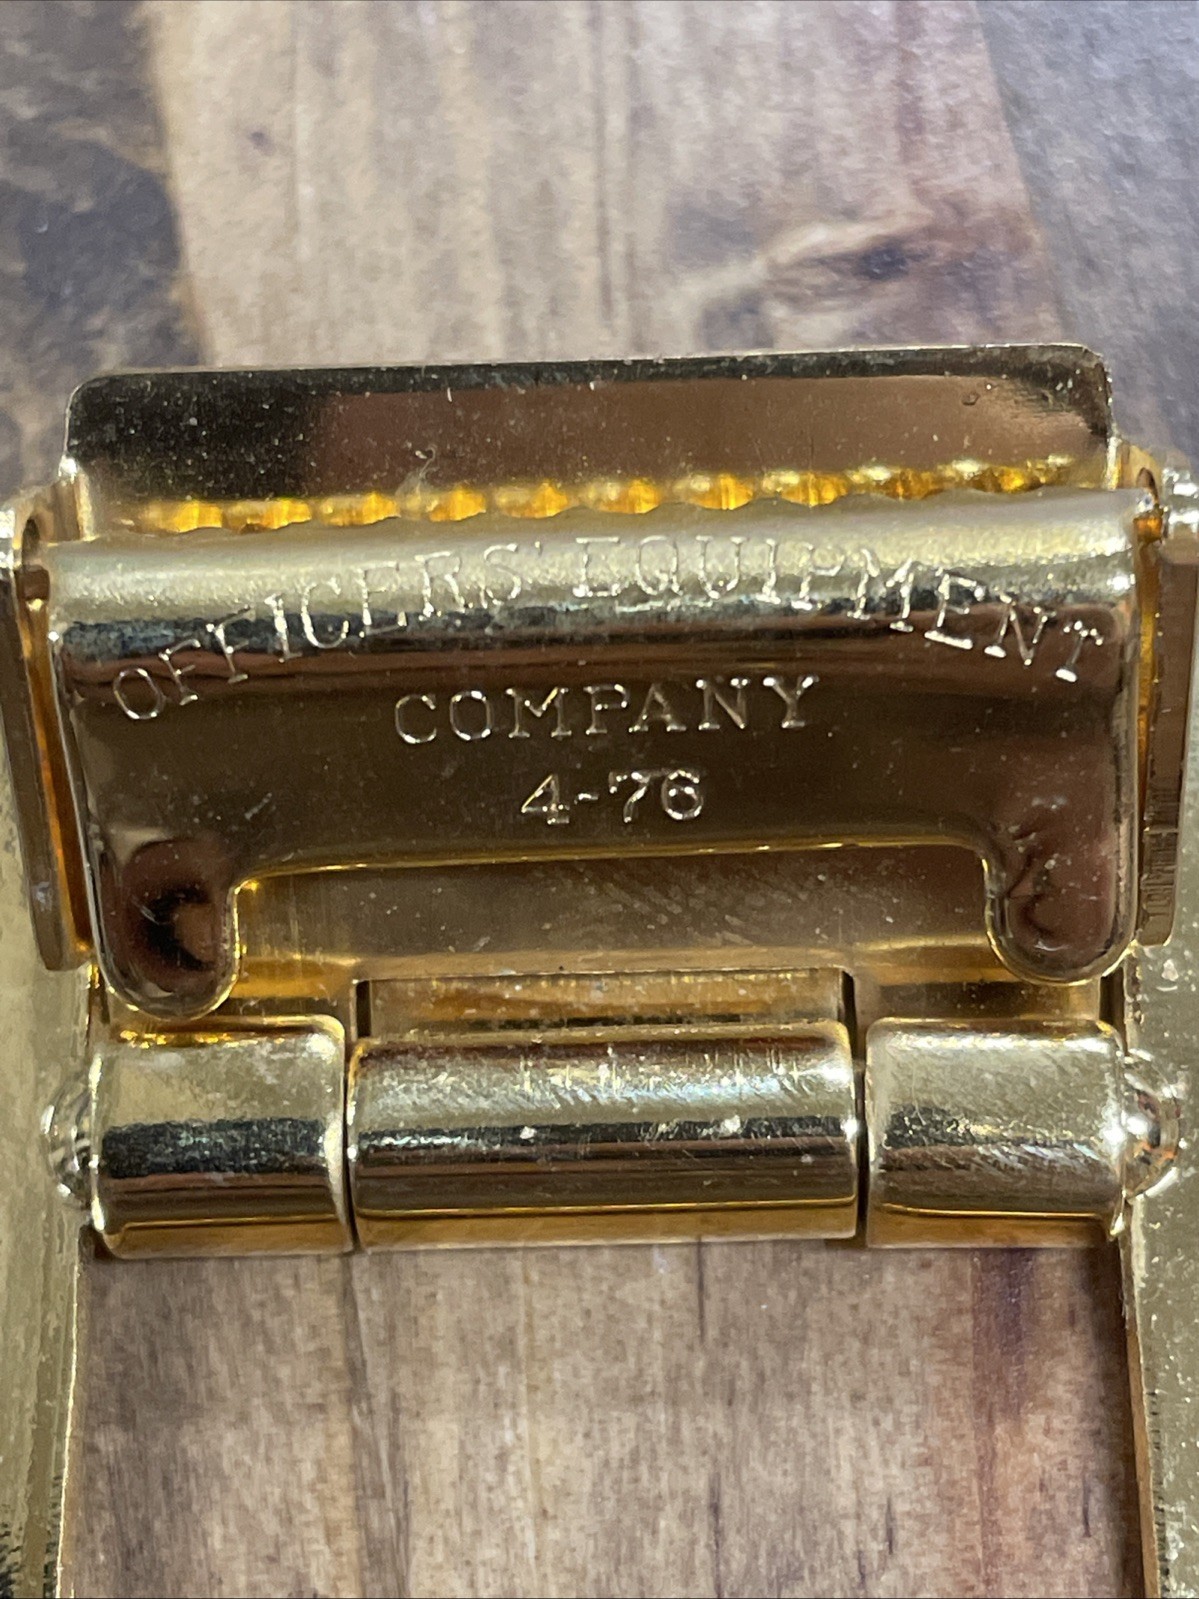 OFFICERS' EQUIPMENT
COMPANY
4-76